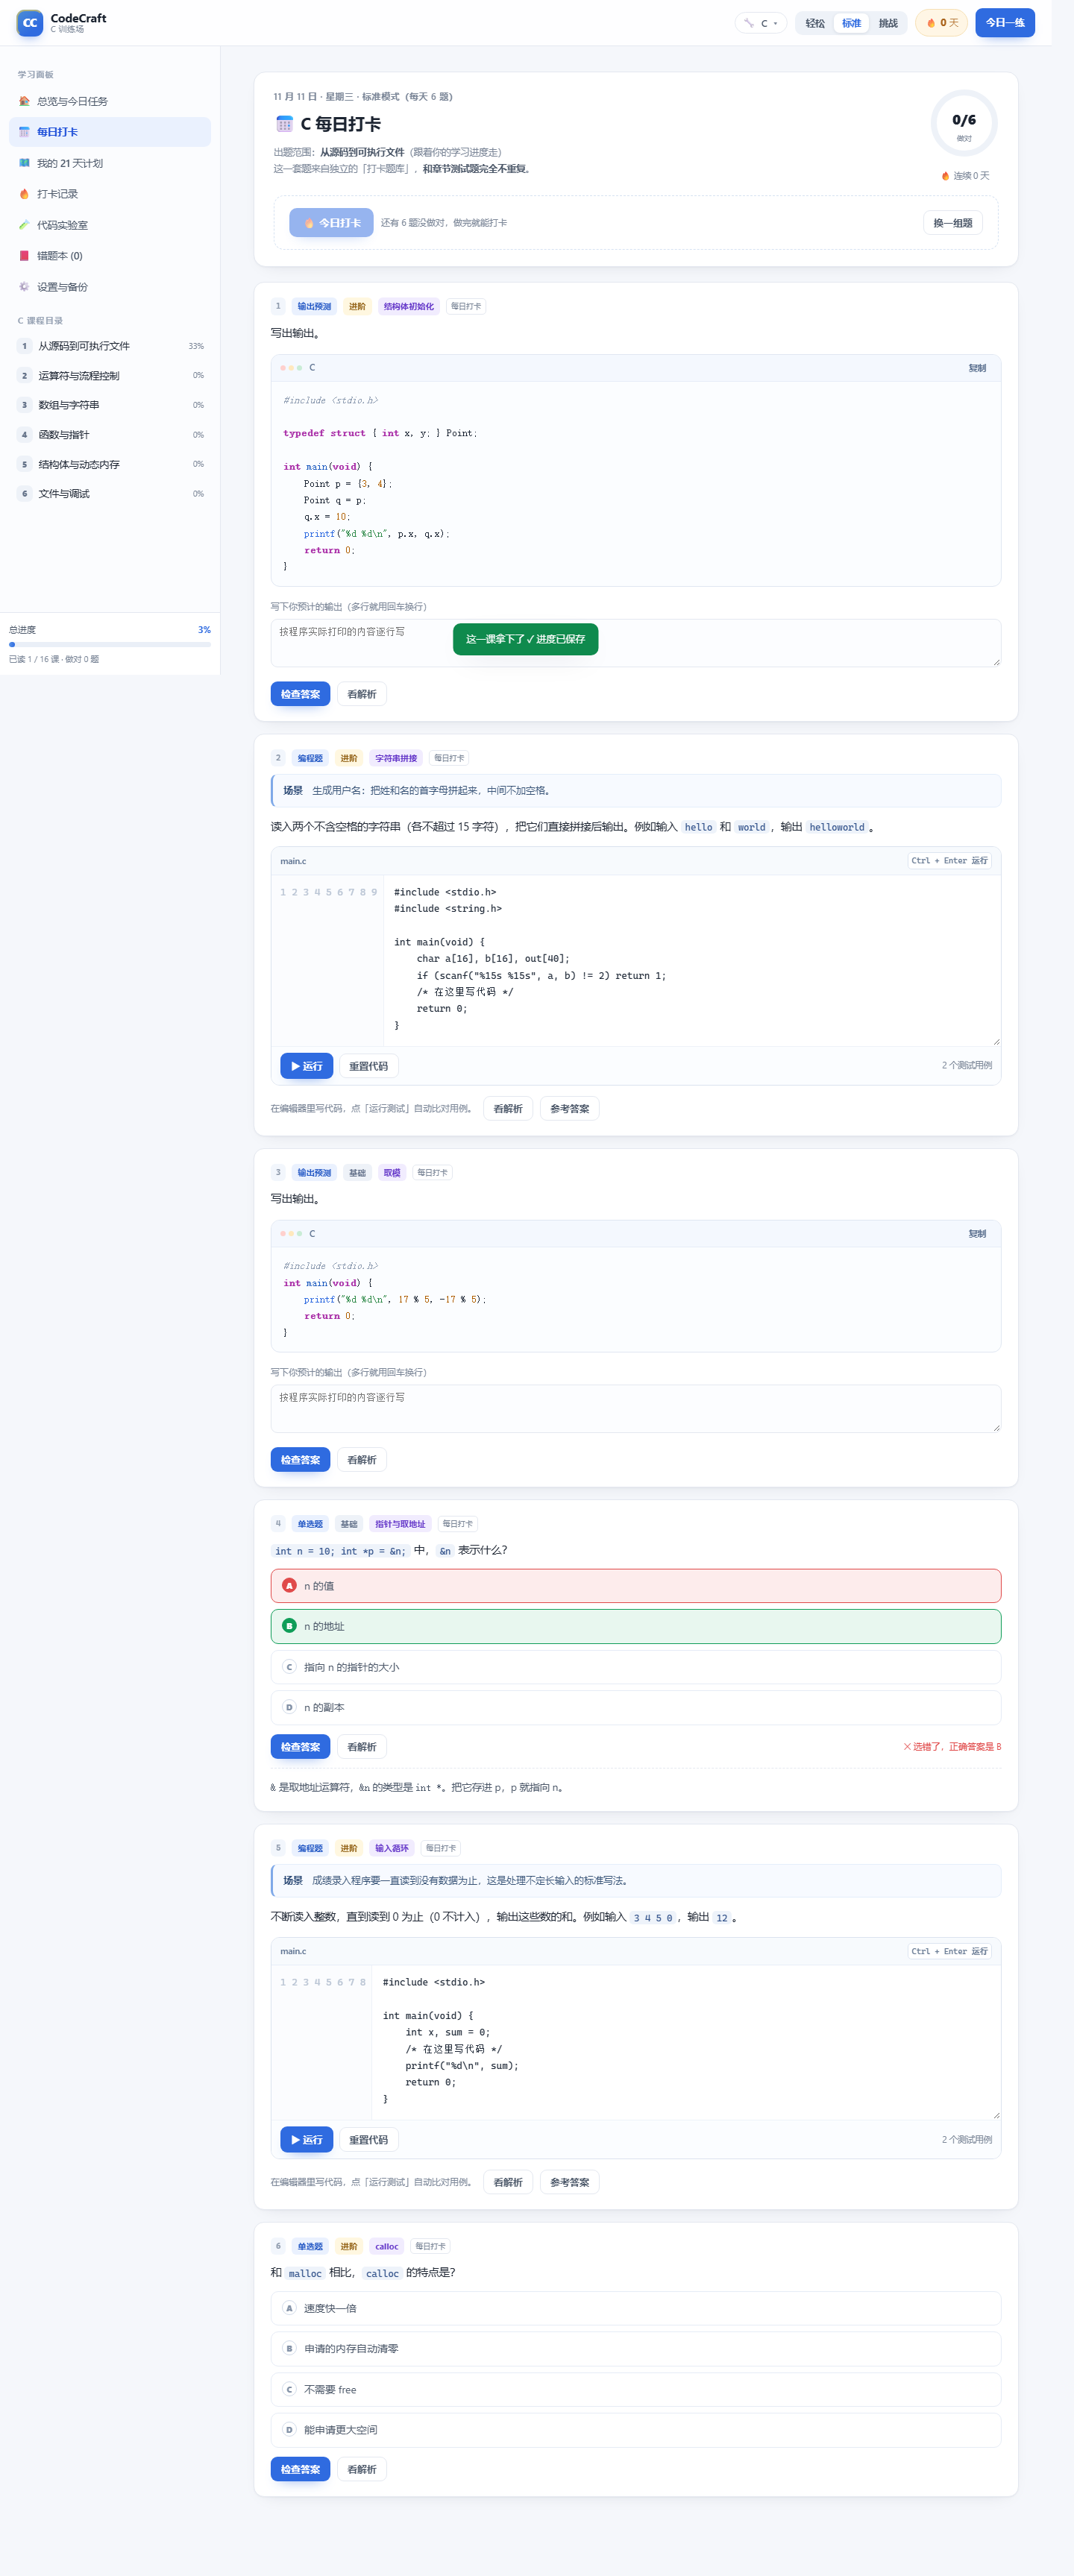 CC
CodeCraft
C 训练场
C
轻松
标准
挑战
0 天
今日一练
学习面板
总览与今日任务
每日打卡
我的 21 天计划
打卡记录
代码实验室
错题本 (0)
设置与备份
C 课程目录
1 从源码到可执行文件 33%
2 运算符与流程控制 0%
3 数组与字符串 0%
4 函数与指针 0%
5 结构体与动态内存 0%
6 文件与调试 0%
总进度 3%
已读 1 / 16 课 · 做对 0 题
11 月 11 日 · 星期三 · 标准模式（每天 6 题）
C 每日打卡
出题范围：从源码到可执行文件（跟着你的学习进度走）
这一套题来自独立的「打卡题库」，和章节测试题完全不重复。
0/6
做对
连续 0 天
今日打卡
还有 6 题没做对，做完就能打卡
换一组题
1 输出预测 进阶 结构体初始化 每日打卡
写出输出。
C 复制
#include <stdio.h>
typedef struct { int x, y; } Point;
int main(void) {
Point p = {3, 4};
Point q = p;
q.x = 10;
printf("%d %d\n", p.x, q.x);
return 0;
}
写下你预计的输出（多行就用回车换行）
按程序实际打印的内容逐行写
这一课拿下了 ✓ 进度已保存
检查答案 看解析
2 编程题 进阶 字符串拼接 每日打卡
场景 生成用户名：把姓和名的首字母拼起来，中间不加空格。
读入两个不含空格的字符串（各不超过 15 字符），把它们直接拼接后输出。例如输入 hello 和 world，输出 helloworld。
main.c Ctrl + Enter 运行
1 2 3 4 5 6 7 8 9
#include <stdio.h>
#include <string.h>
int main(void) {
char a[16], b[16], out[40];
if (scanf("%15s %15s", a, b) != 2) return 1;
/* 在这里写代码 */
return 0;
}
▶ 运行 重置代码 2 个测试用例
在编辑器里写代码，点「运行测试」自动比对用例。 看解析 参考答案
3 输出预测 基础 取模 每日打卡
写出输出。
C 复制
#include <stdio.h>
int main(void) {
printf("%d %d\n", 17 % 5, -17 % 5);
return 0;
}
写下你预计的输出（多行就用回车换行）
按程序实际打印的内容逐行写
检查答案 看解析
4 单选题 基础 指针与取地址 每日打卡
int n = 10; int *p = &n; 中，&n 表示什么？
A n 的值
B n 的地址
C 指向 n 的指针的大小
D n 的副本
检查答案 看解析 ✕ 选错了，正确答案是 B
& 是取地址运算符，&n 的类型是 int *。把它存进 p，p 就指向 n。
5 编程题 进阶 输入循环 每日打卡
场景 成绩录入程序要一直读到没有数据为止，这是处理不定长输入的标准写法。
不断读入整数，直到读到 0 为止（0 不计入），输出这些数的和。例如输入 3 4 5 0，输出 12。
main.c Ctrl + Enter 运行
1 2 3 4 5 6 7 8
#include <stdio.h>
int main(void) {
int x, sum = 0;
/* 在这里写代码 */
printf("%d\n", sum);
return 0;
}
▶ 运行 重置代码 2 个测试用例
在编辑器里写代码，点「运行测试」自动比对用例。 看解析 参考答案
6 单选题 进阶 calloc 每日打卡
和 malloc 相比，calloc 的特点是？
A 速度快一倍
B 申请的内存自动清零
C 不需要 free
D 能申请更大空间
检查答案 看解析